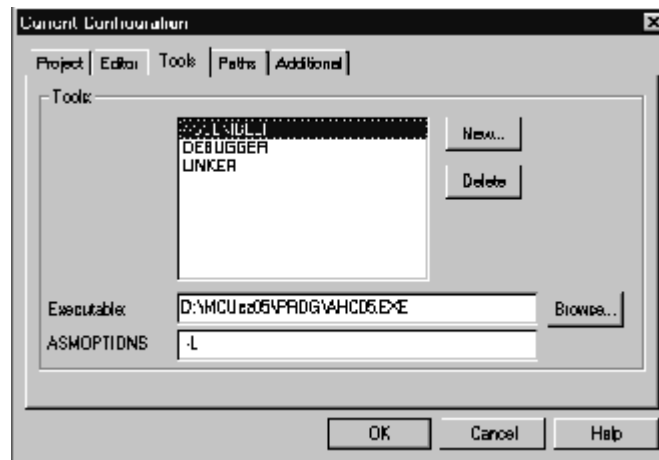 Current Configuration
Project Editor Tools Paths Additional
Tools:
New...
DEBUGGER
LINKER
Delete
Executable: D:\MCUez05\PROG\AHC05.EXE Browse...
ASMOPTIONS -L
OK Cancel Help